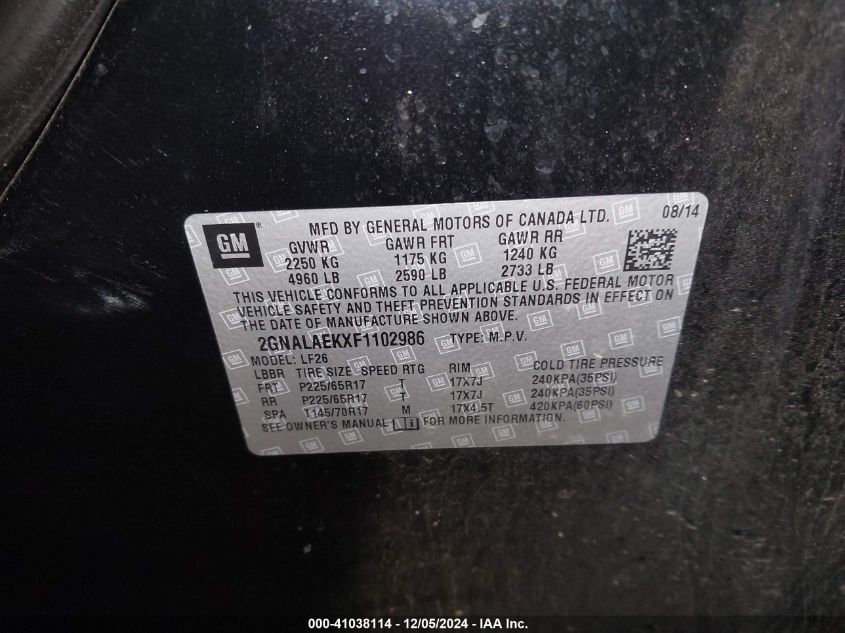 GM ®
MFD BY GENERAL MOTORS OF CANADA LTD. 08/14
GVWR GAWR FRT GAWR RR
2250 KG 1175 KG 1240 KG
4960 LB 2590 LB 2733 LB
THIS VEHICLE CONFORMS TO ALL APPLICABLE U.S. FEDERAL MOTOR
VEHICLE SAFETY AND THEFT PREVENTION STANDARDS IN EFFECT ON
THE DATE OF MANUFACTURE SHOWN ABOVE.
2GNALAEKXF1102986 TYPE: M.P.V.
MODEL: LF26
LBBR TIRE SIZE SPEED RTG RIM COLD TIRE PRESSURE
FRT P225/65R17 T 17X7J 240KPA(35PSI)
RR P225/65R17 T 17X7J 240KPA(35PSI)
SPA T145/70R17 M 17X4.5T 420KPA(60PSI)
SEE OWNER'S MANUAL FOR MORE INFORMATION.
000-41038114 - 12/05/2024 - IAA Inc.